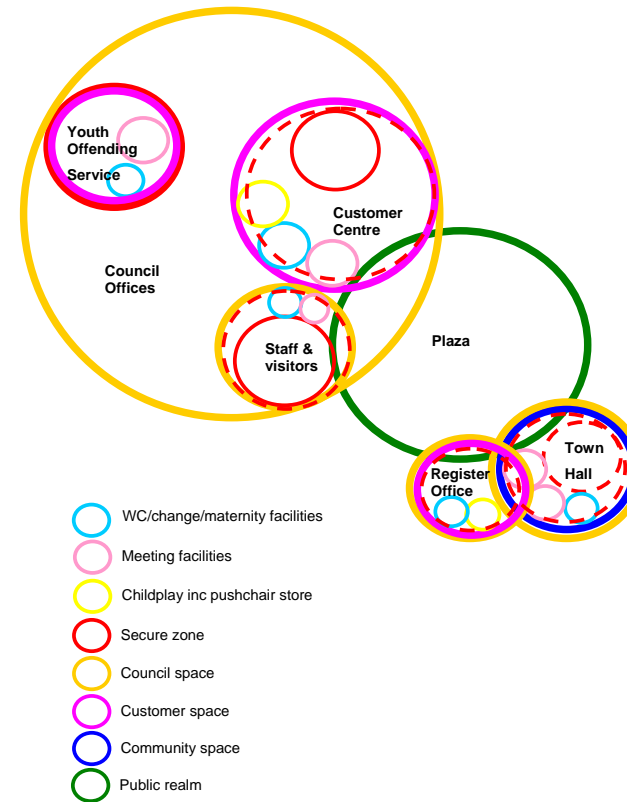 Youth
Offending
Service
Customer
Centre
Council
Offices
Plaza
Staff &
visitors
Town
Hall
Register
Office
WC/change/maternity facilities
Meeting facilities
Childplay inc pushchair store
Secure zone
Council space
Customer space
Community space
Public realm